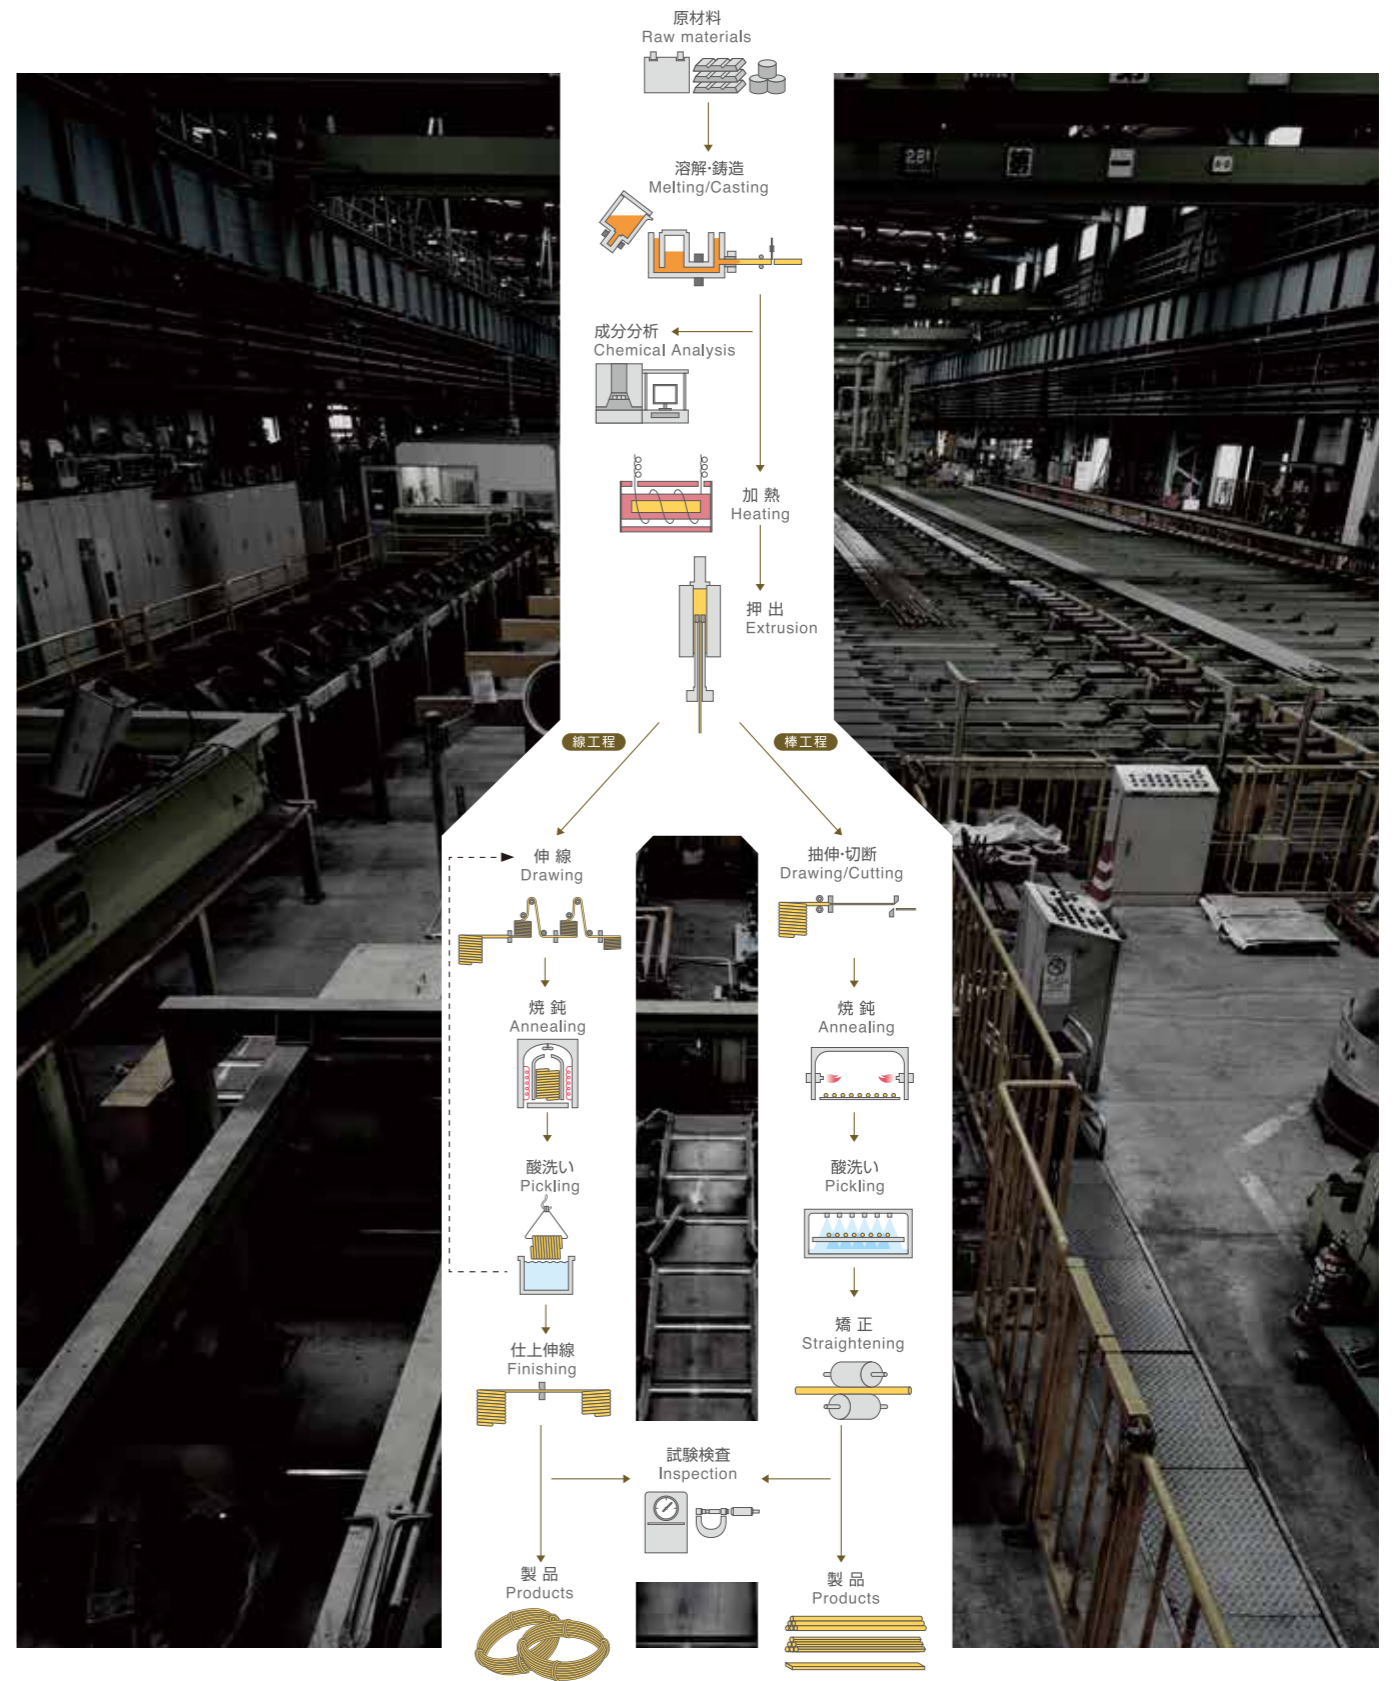 原材料
Raw materials
溶解・鋳造
Melting/Casting
成分分析
Chemical Analysis
加 熱
Heating
押 出
Extrusion
線工程
棒工程
伸 線
Drawing
抽伸・切断
Drawing/Cutting
焼 鈍
Annealing
焼 鈍
Annealing
酸洗い
Pickling
酸洗い
Pickling
矯 正
Straightening
仕上伸線
Finishing
試験検査
Inspection
製 品
Products
製 品
Products